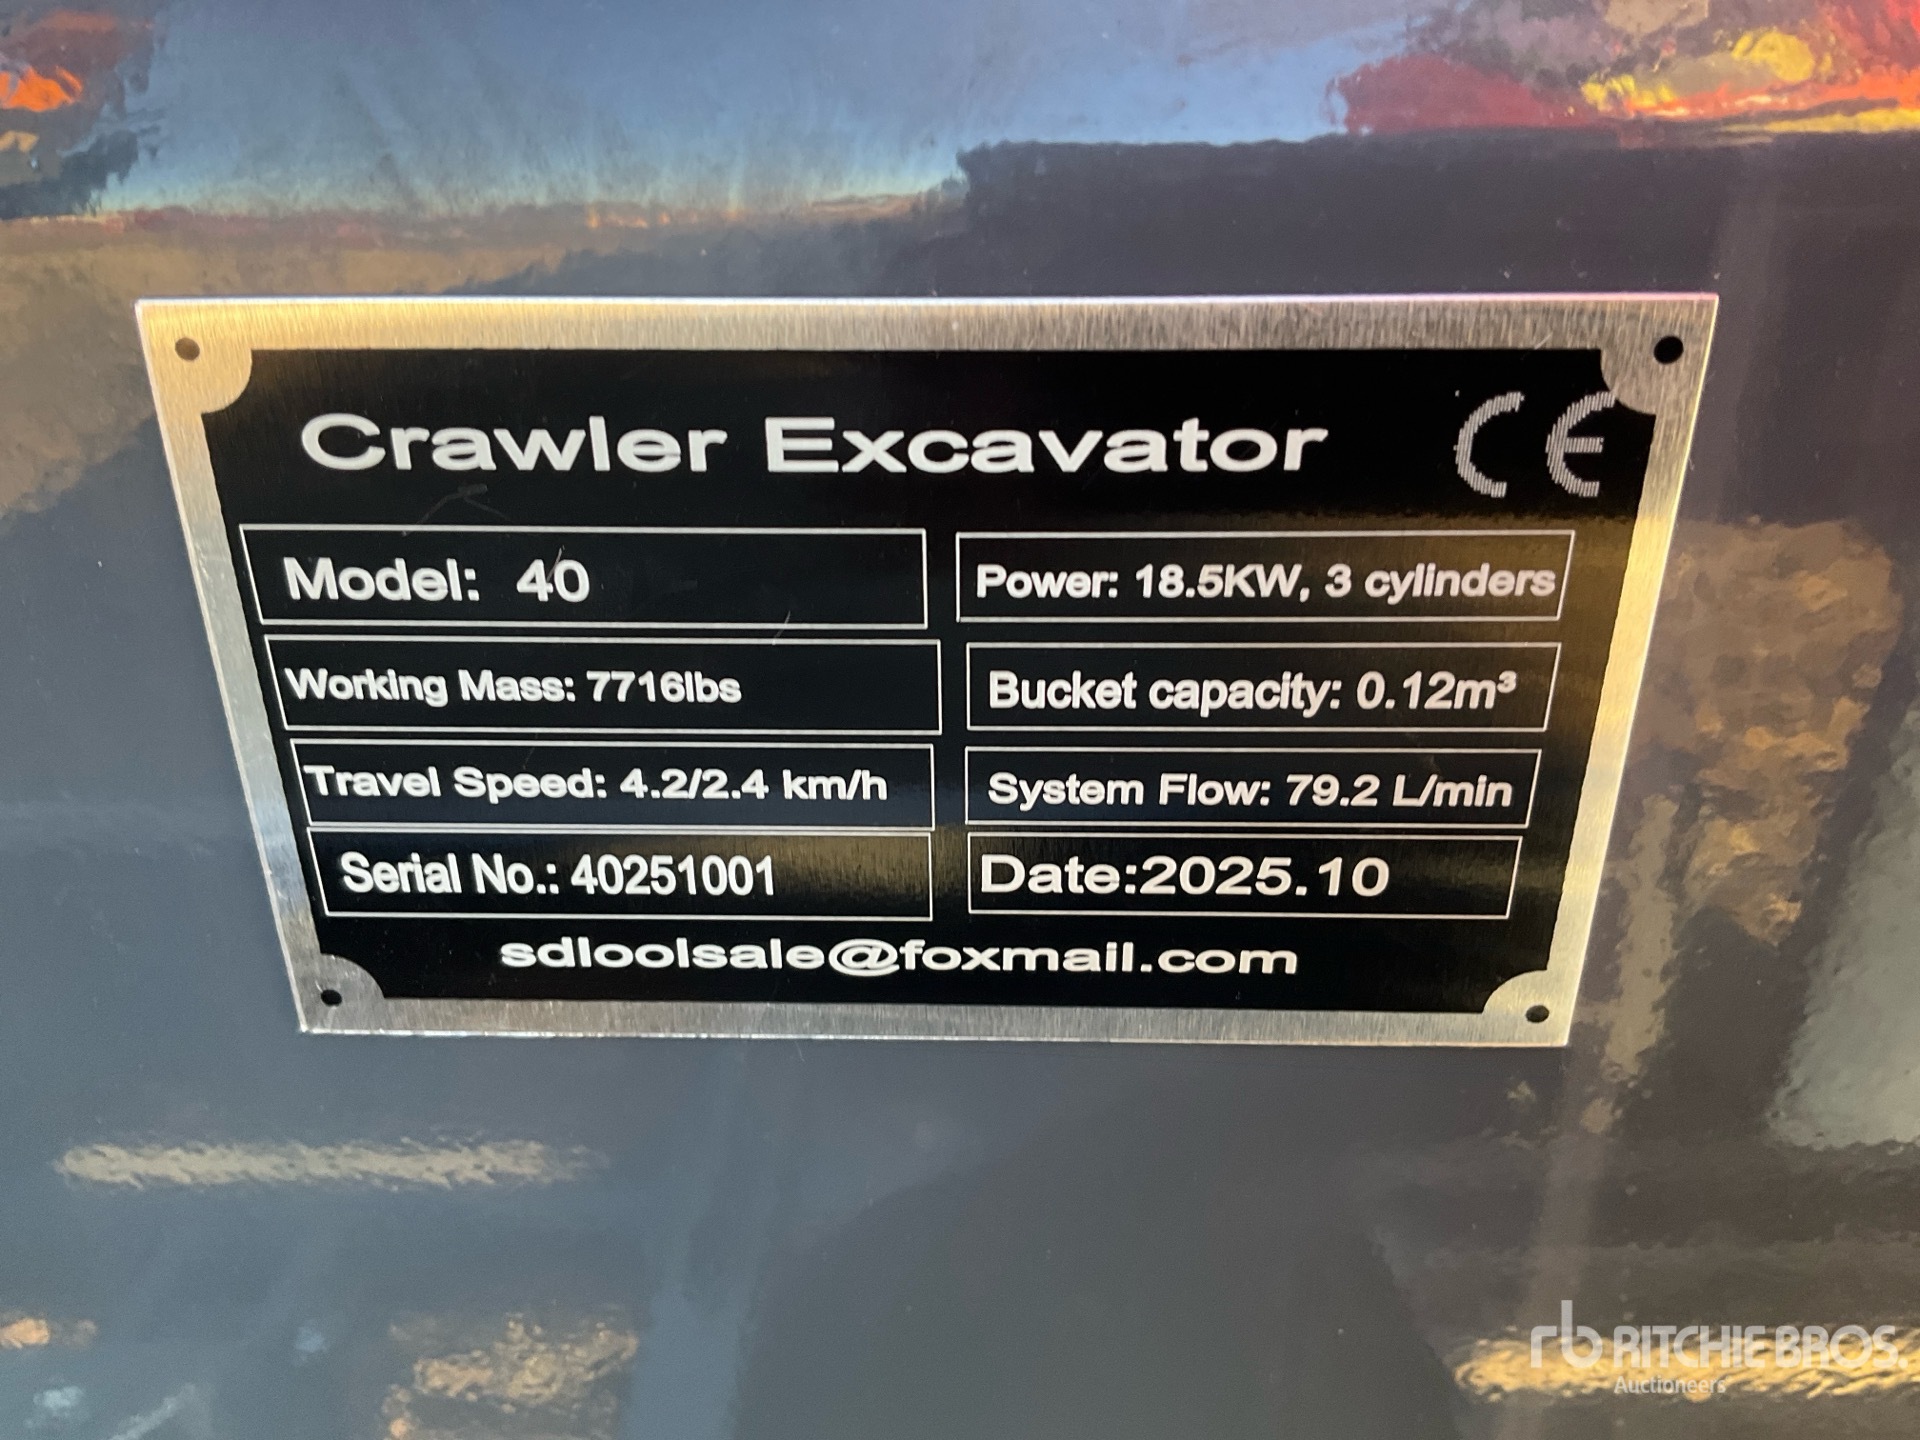 Crawler Excavator CE
Model: 40
Power: 18.5KW, 3 cylinders
Working Mass: 7716lbs
Bucket capacity: 0.12m³
Travel Speed: 4.2/2.4 km/h
System Flow: 79.2 L/min
Serial No.: 40251001
Date:2025.10
sdloolsale@foxmail.com
rb RITCHIE BROS.
Auctioneers